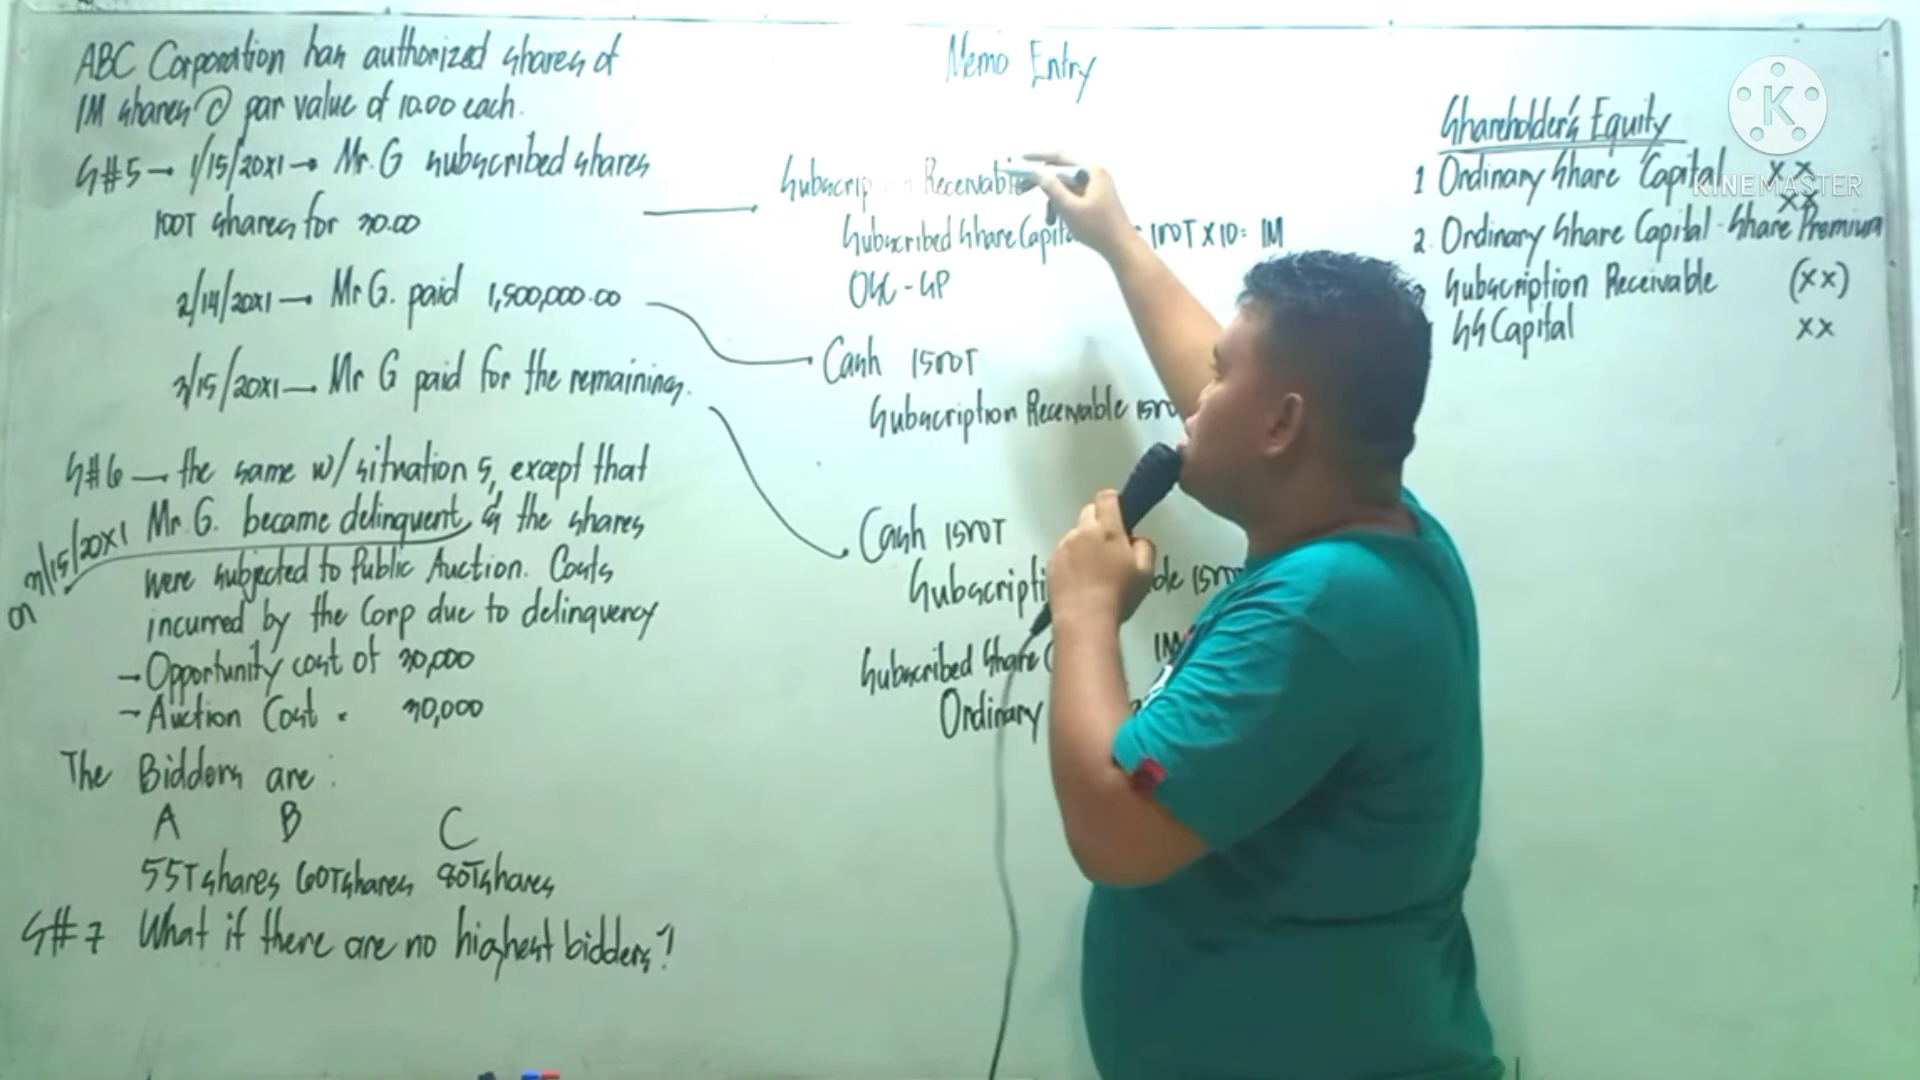 ABC Corporation has authorized shares of
1M shares @ par value of 10.00 each.
S#5 → 1/15/20x1 → Mr. G subscribed shares
100T shares for 30.00
2/14/20x1 → Mr G. paid 1,500,000.00
3/15/20x1 — Mr G paid for the remaining.
S#6 — the same w/ situation 5, except that
on 3/15/20x1 Mr. G. became delinquent & the shares
were subjected to Public Auction. Costs
incurred by the Corp due to delinquency
→ Opportunity cost of 30,000
- Auction Cost 30,000
The Bidders are:
A B C
55T shares 60T shares 80T shares
S#7 What if there are no highest bidders?
Memo Entry
Receivable
Subscribed Share 100T x 10 = 1M
OSC - SP
Cash 1500T
Subscription Receivable
Cash 1500T
Subscribed Share 1M
Ordinary
Shareholder's Equity
1 Ordinary Share Capital xx
xx
2. Ordinary Share Capital - Share Premium
Subscription Receivable (xx)
SS Capital xx
K
KINEMASTER